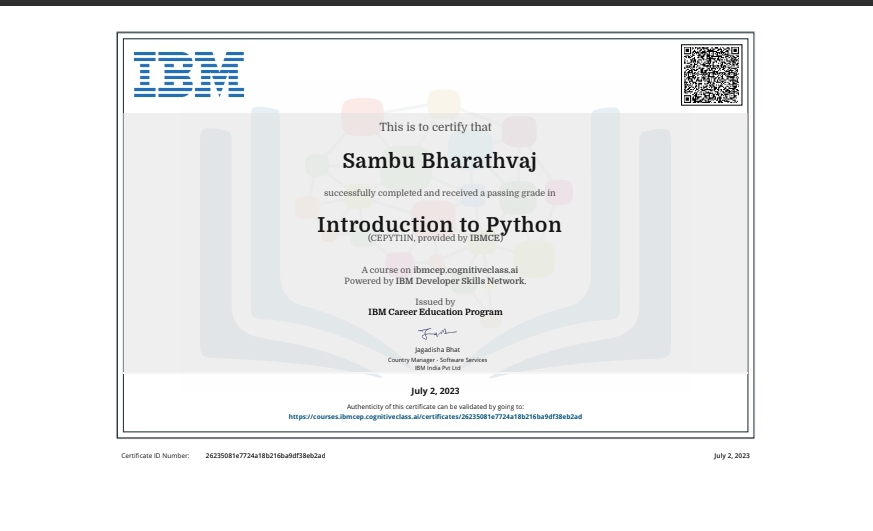 IBM
This is to certify that
Sambu Bharathvaj
successfully completed and received a passing grade in
Introduction to Python
(CEPYT1IN, provided by IBMCE)
A course on ibmcep.cognitiveclass.ai
Powered by IBM Developer Skills Network.
Issued by
IBM Career Education Program
Jagadisha Bhat
Country Manager - Software Services
IBM India Pvt Ltd
July 2, 2023
Authenticity of this certificate can be validated by going to:
https://courses.ibmcep.cognitiveclass.ai/certificates/26235081e7724a18b216ba9df38eb2ad
Certificate ID Number: 26235081e7724a18b216ba9df38eb2ad July 2, 2023